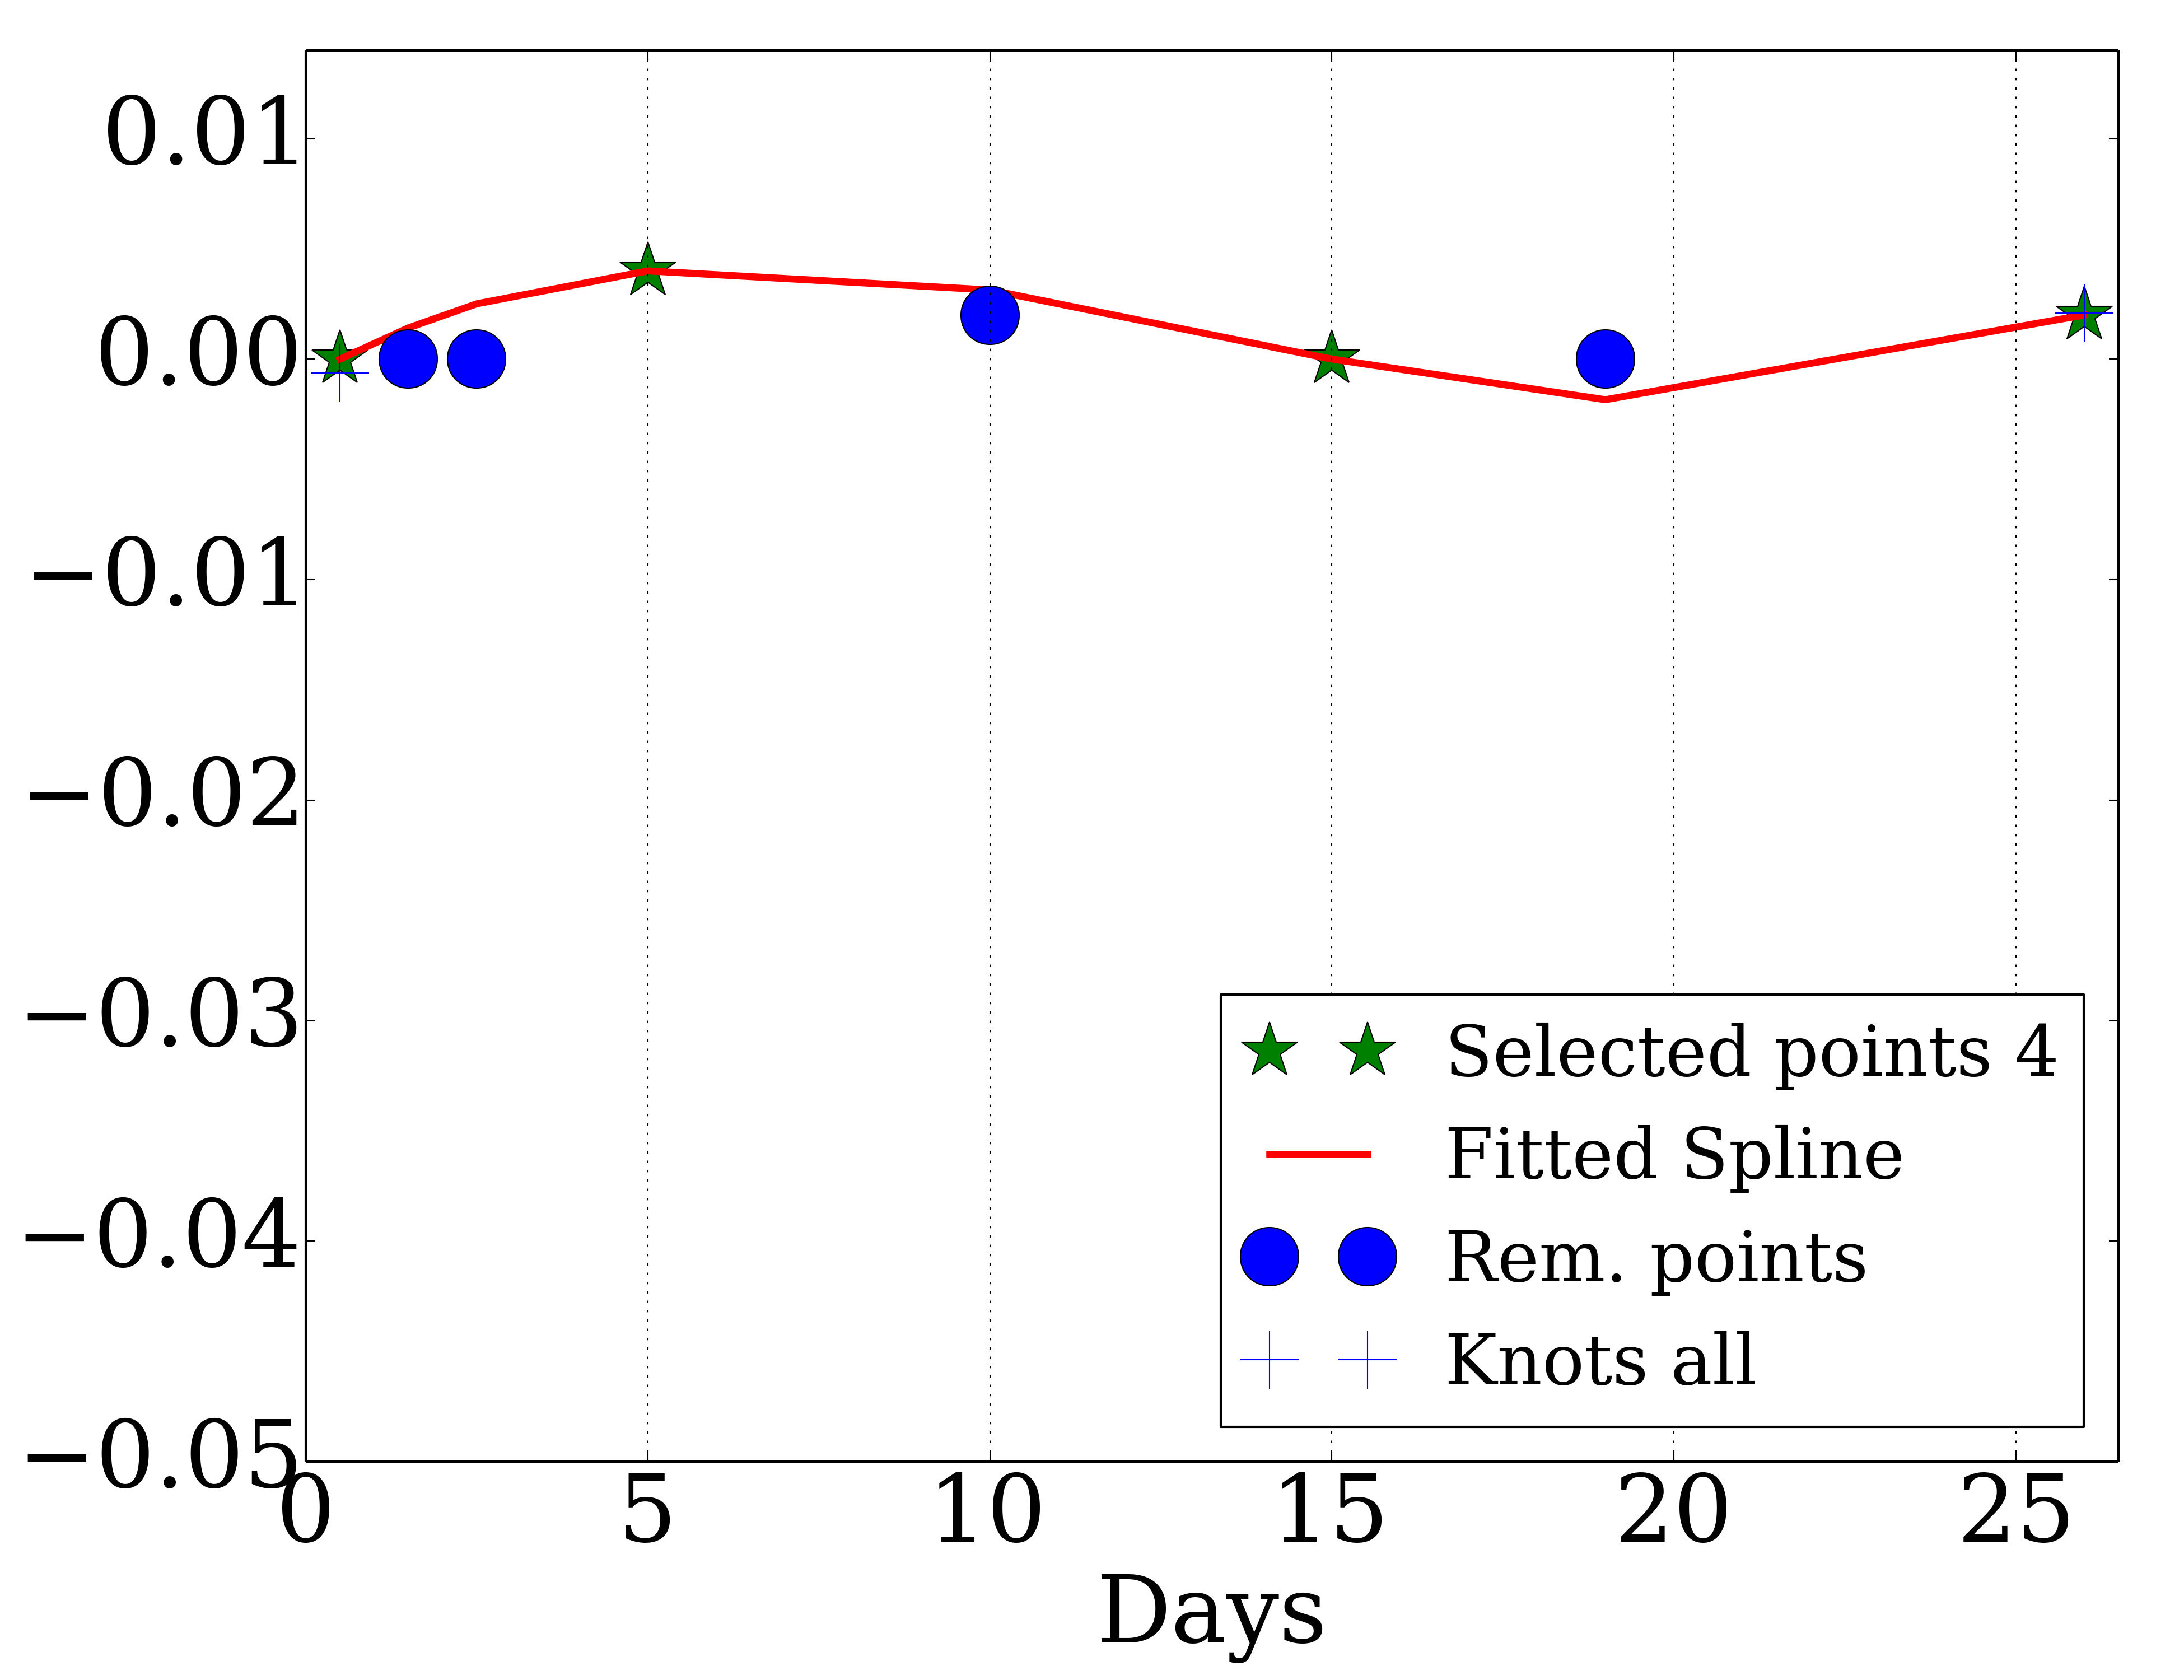 0.01
0.00
−0.01
−0.02
−0.03
−0.04
−0.05
Selected points 4
Fitted Spline
Rem. points
Knots all
0 5 10 15 20 25
Days